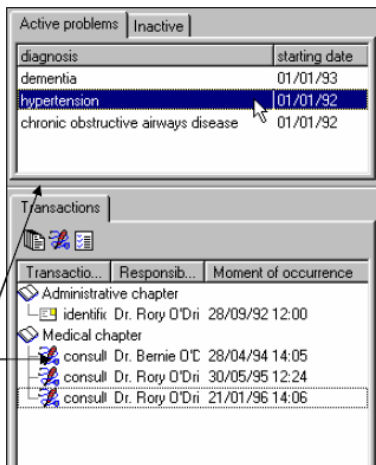 Active problems Inactive
diagnosis starting date
dementia 01/01/93
hypertension 01/01/92
chronic obstructive airways disease 01/01/92
Transactions
Transactio... Responsib... Moment of occurrence
Administrative chapter
identific Dr. Rory O'Dri 28/09/92 12:00
Medical chapter
consult Dr. Bernie O'D 28/04/94 14:05
consult Dr. Rory O'Dri 30/05/95 12:24
consult Dr. Rory O'Dri 21/01/96 14:06